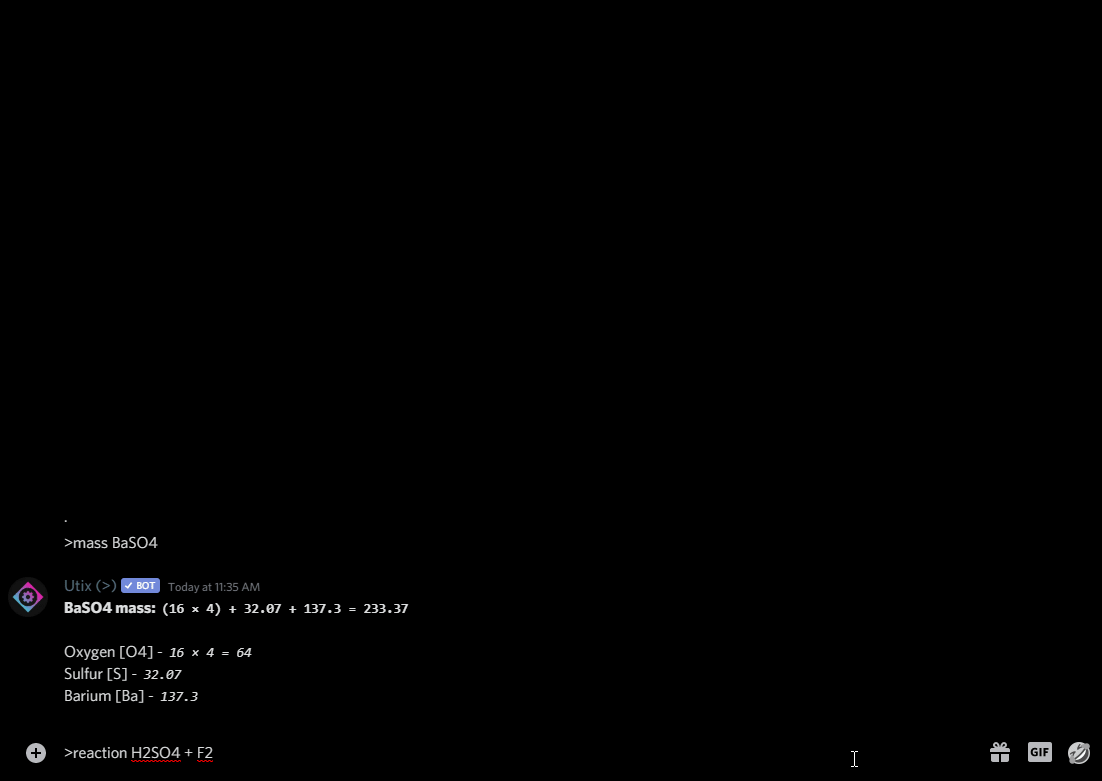 .
>mass BaSO4
Utix (>) ✓ BOT Today at 11:35 AM
BaSO4 mass: (16 × 4) + 32.07 + 137.3 = 233.37
Oxygen [O4] - 16 × 4 = 64
Sulfur [S] - 32.07
Barium [Ba] - 137.3
>reaction H2SO4 + F2
GIF